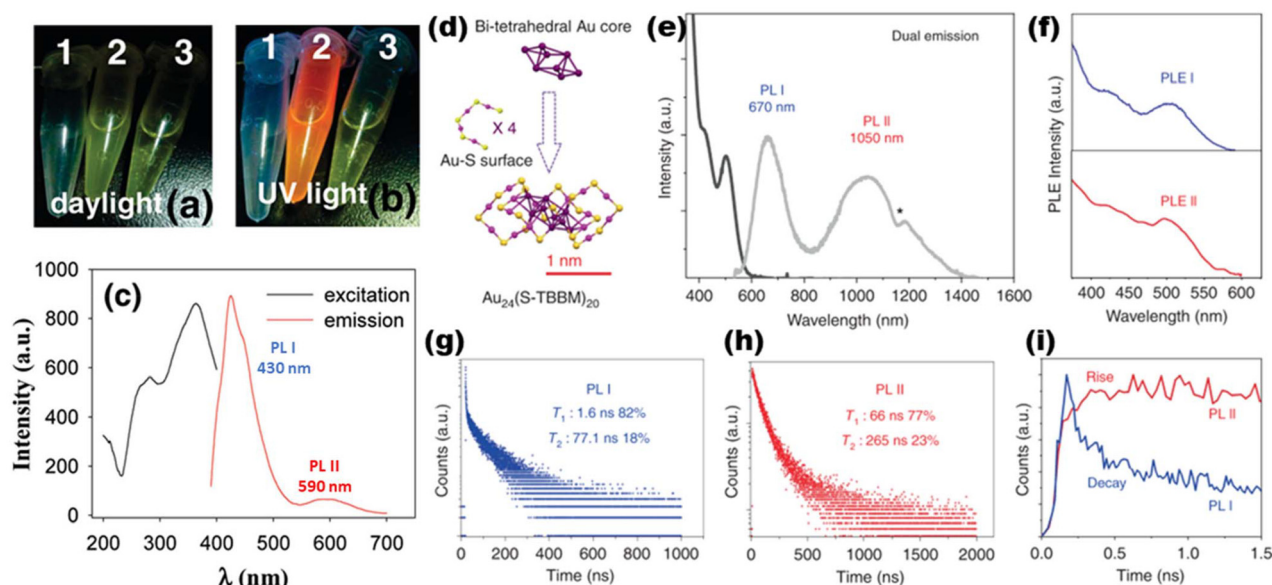 1 2 3
daylight (a)
1 2 3
UV light (b)
(c)
1000
800
600
400
200
0
Intensity (a.u.)
excitation
emission
PL I
430 nm
PL II
590 nm
200 300 400 500 600 700
λ (nm)
(d)
Bi-tetrahedral Au core
X 4
Au-S surface
1 nm
Au₂₄(S-TBBM)₂₀
(e)
Dual emission
PL I
670 nm
PL II
1050 nm
*
Intensity (a.u.)
400 600 800 1000 1200 1400 1600
Wavelength (nm)
(f)
PLE I
PLE II
PLE Intensity (a.u.)
400 450 500 550 600
Wavelength (nm)
(g)
PL I
T₁ : 1.6 ns 82%
T₂ : 77.1 ns 18%
Counts (a.u.)
0 200 400 600 800 1000
Time (ns)
(h)
PL II
T₁ : 66 ns 77%
T₂ : 265 ns 23%
Counts (a.u.)
0 500 1000 1500 2000
Time (ns)
(i)
Rise
PL II
Decay
PL I
Counts (a.u.)
0.0 0.5 1.0 1.5
Time (ns)